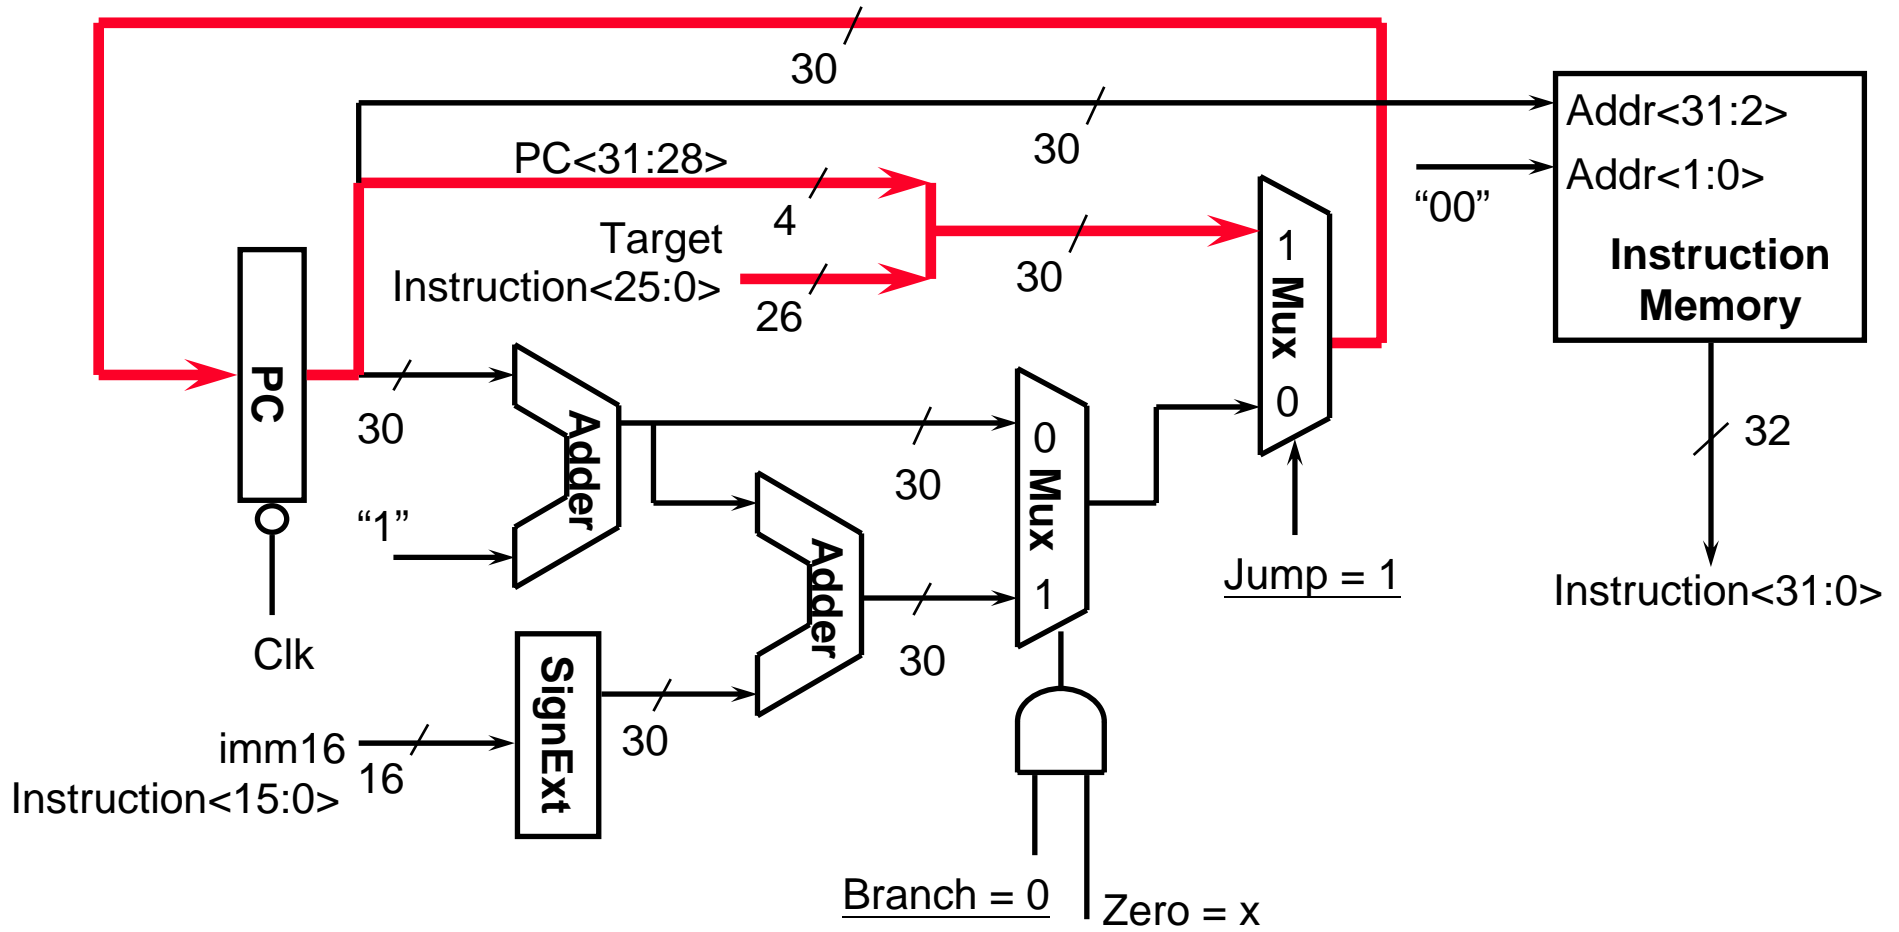 30
30
Addr<31:2>
PC<31:28>
4
Addr<1:0>
“00”
Target
Instruction<25:0>
26
30
1
Mux
0
Instruction
Memory
PC
30
“1”
Adder
30
0
Mux
1
32
Clk
Adder
30
Jump = 1
Instruction<31:0>
SignExt
30
imm16
16
Instruction<15:0>
Branch = 0
Zero = x